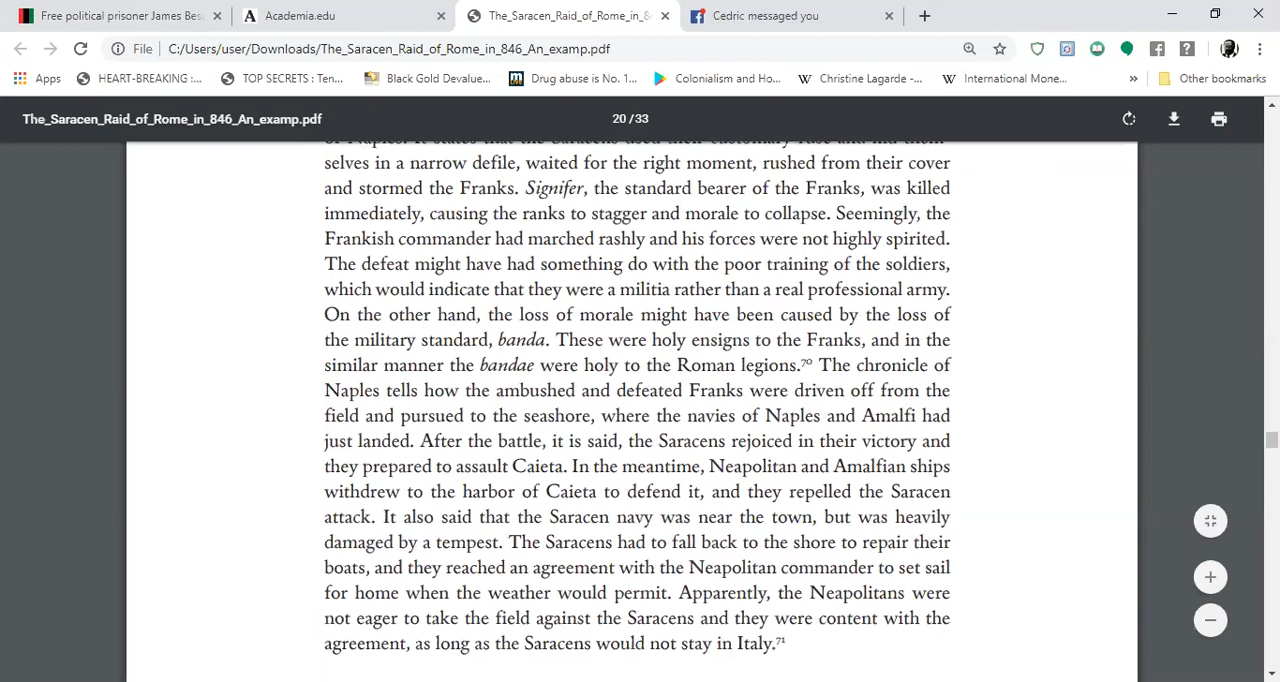 Free political prisoner James Bess
Academia.edu
The_Saracen_Raid_of_Rome_in_8
Cedric messaged you
File
C:/Users/user/Downloads/The_Saracen_Raid_of_Rome_in_846_An_examp.pdf
Apps
HEART-BREAKING :...
TOP SECRETS : Ten...
Black Gold Devalue...
Drug abuse is No. 1...
Colonialism and Ho...
Christine Lagarde -...
International Mone...
»
Other bookmarks
The_Saracen_Raid_of_Rome_in_846_An_examp.pdf
20 / 33
of Naples. It states that the Saracens used their customary ruse and hid them-
selves in a narrow defile, waited for the right moment, rushed from their cover
and stormed the Franks. Signifer, the standard bearer of the Franks, was killed
immediately, causing the ranks to stagger and morale to collapse. Seemingly, the
Frankish commander had marched rashly and his forces were not highly spirited.
The defeat might have had something do with the poor training of the soldiers,
which would indicate that they were a militia rather than a real professional army.
On the other hand, the loss of morale might have been caused by the loss of
the military standard, banda. These were holy ensigns to the Franks, and in the
similar manner the bandae were holy to the Roman legions.70 The chronicle of
Naples tells how the ambushed and defeated Franks were driven off from the
field and pursued to the seashore, where the navies of Naples and Amalfi had
just landed. After the battle, it is said, the Saracens rejoiced in their victory and
they prepared to assault Caieta. In the meantime, Neapolitan and Amalfian ships
withdrew to the harbor of Caieta to defend it, and they repelled the Saracen
attack. It also said that the Saracen navy was near the town, but was heavily
damaged by a tempest. The Saracens had to fall back to the shore to repair their
boats, and they reached an agreement with the Neapolitan commander to set sail
for home when the weather would permit. Apparently, the Neapolitans were
not eager to take the field against the Saracens and they were content with the
agreement, as long as the Saracens would not stay in Italy.71